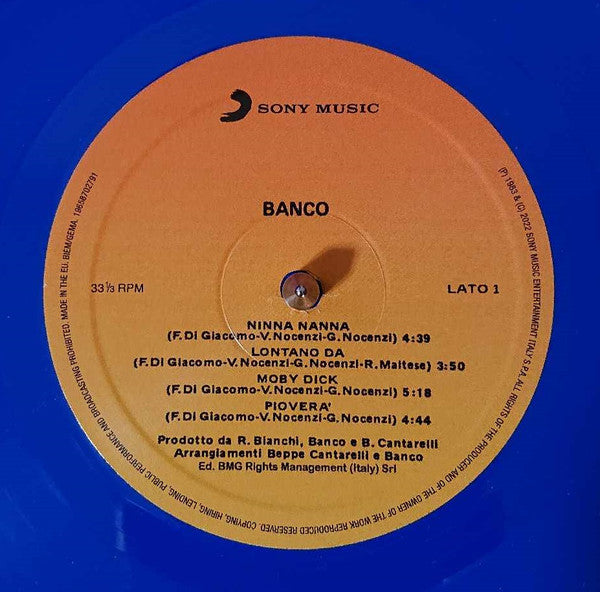 SONY MUSIC
BANCO
33 ⅓ RPM
LATO 1
NINNA NANNA
(F. Di Giacomo-V. Nocenzi-G. Nocenzi) 4:39
LONTANO DA
(F. Di Giacomo-V. Nocenzi-G. Nocenzi-R. Maltese) 3:50
MOBY DICK
(F. Di Giacomo-V. Nocenzi-G. Nocenzi) 5:18
PIOVERA'
(F. Di Giacomo-V. Nocenzi-G. Nocenzi) 4:44
Prodotto da R. Bianchi, Banco e B. Cantarelli
Arrangiamenti Beppe Cantarelli e Banco
Ed. BMG Rights Management (Italy) Srl
(P) 1983 & (C) 2022 SONY MUSIC ENTERTAINMENT ITALY S.P.A. ALL RIGHTS OF THE PRODUCER AND OF THE OWNER OF THE WORK REPRODUCED RESERVED. COPYING, HIRING, LENDING, PUBLIC PERFORMANCE AND BROADCASTING PROHIBITED. MADE IN THE EU. BIEM/GEMA. 19658702791